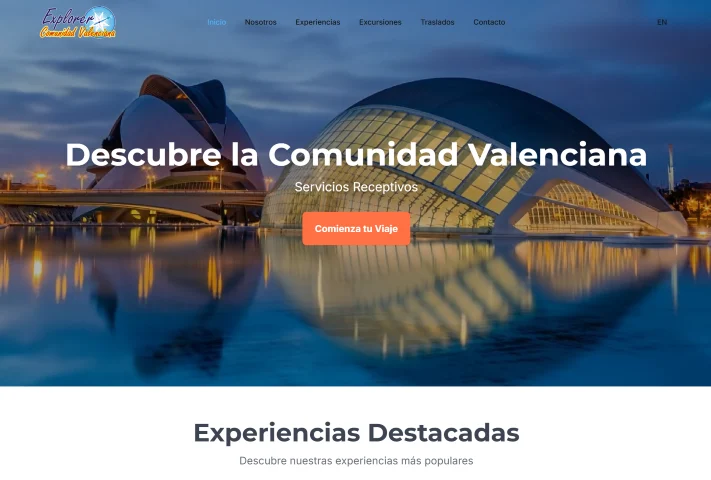 Explorer
Comunidad Valenciana
Inicio
Nosotros
Experiencias
Excursiones
Traslados
Contacto
EN
Descubre la Comunidad Valenciana
Servicios Receptivos
Comienza tu Viaje
Experiencias Destacadas
Descubre nuestras experiencias más populares